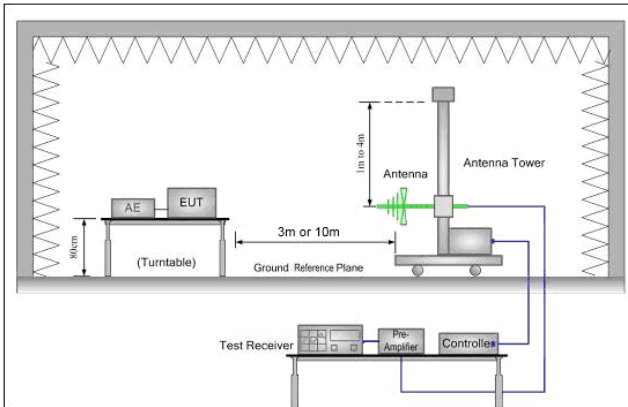 1m to 4m
Antenna
Antenna Tower
AE
EUT
3m or 10m
80cm
(Turntable)
Ground Reference Plane
Test Receiver
Pre-
Amplifier
Controlle